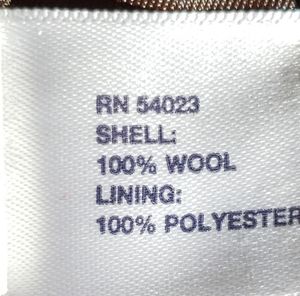 RN 54023
SHELL:
100% WOOL
LINING:
100% POLYESTER